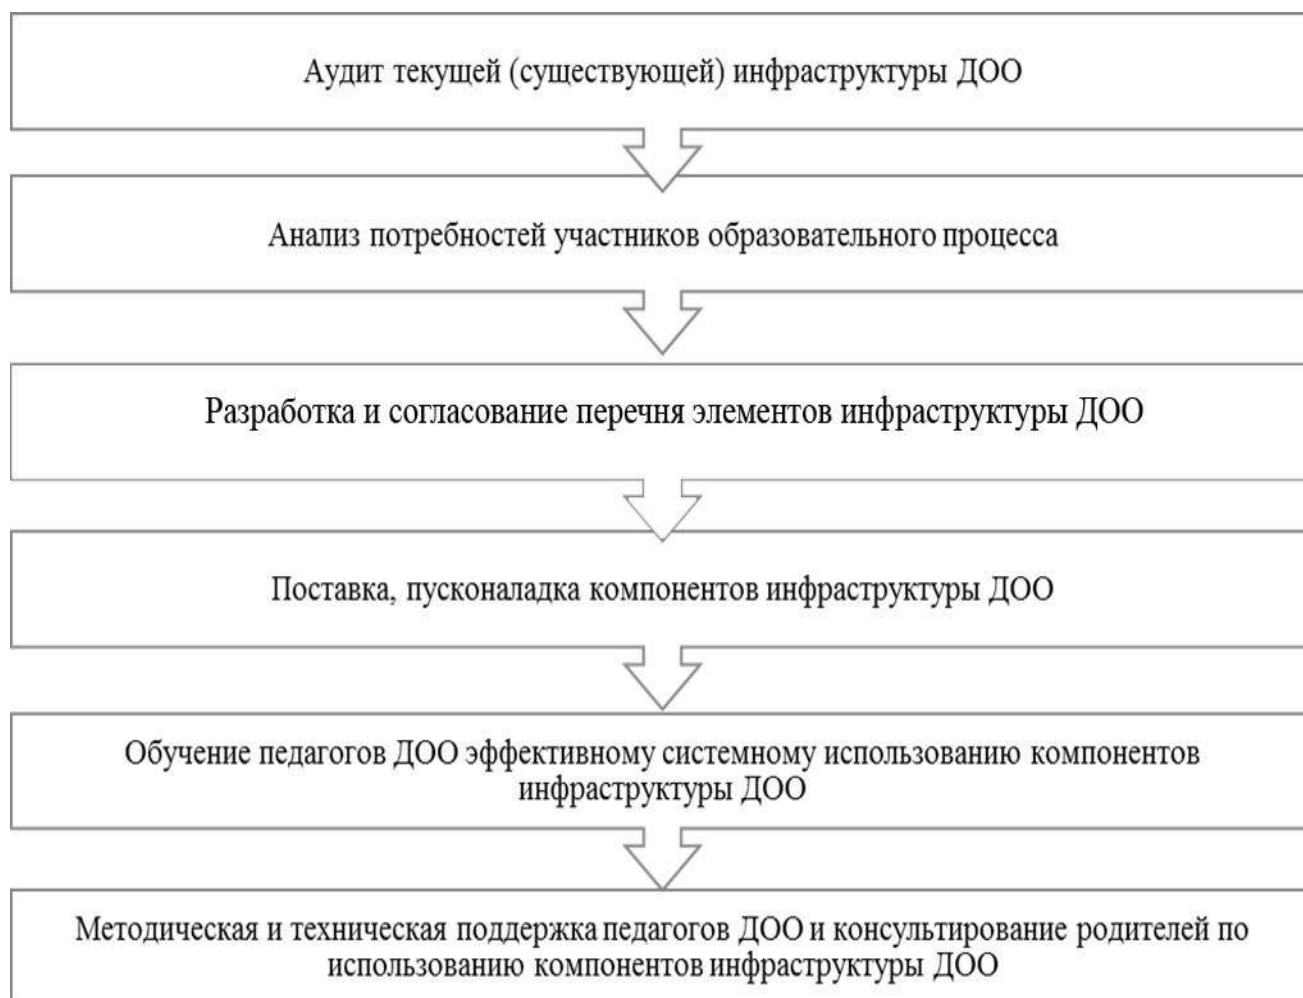 Аудит текущей (существующей) инфраструктуры ДОО
Анализ потребностей участников образовательного процесса
Разработка и согласование перечня элементов инфраструктуры ДОО
Поставка, пусконаладка компонентов инфраструктуры ДОО
Обучение педагогов ДОО эффективному системному использованию компонентов
инфраструктуры ДОО
Методическая и техническая поддержка педагогов ДОО и консультирование родителей по
использованию компонентов инфраструктуры ДОО